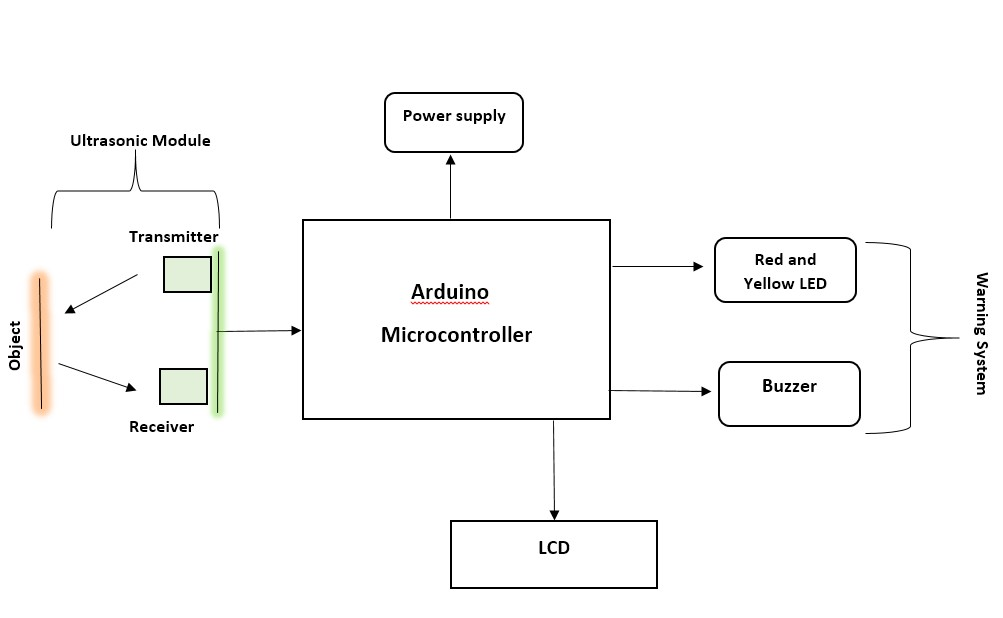 Power supply
Ultrasonic Module
Transmitter
Object
Receiver
Arduino
Microcontroller
Red and
Yellow LED
Buzzer
Warning System
LCD